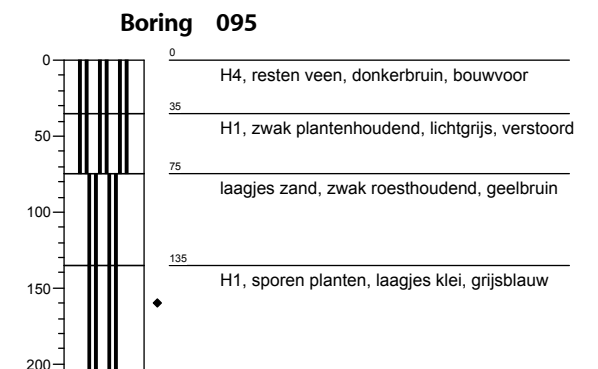 Boring 095
0
0
H4, resten veen, donkerbruin, bouwvoor
35
H1, zwak plantenhoudend, lichtgrijs, verstoord
50
75
laagjes zand, zwak roesthoudend, geelbruin
100
135
H1, sporen planten, laagjes klei, grijsblauw
150
200